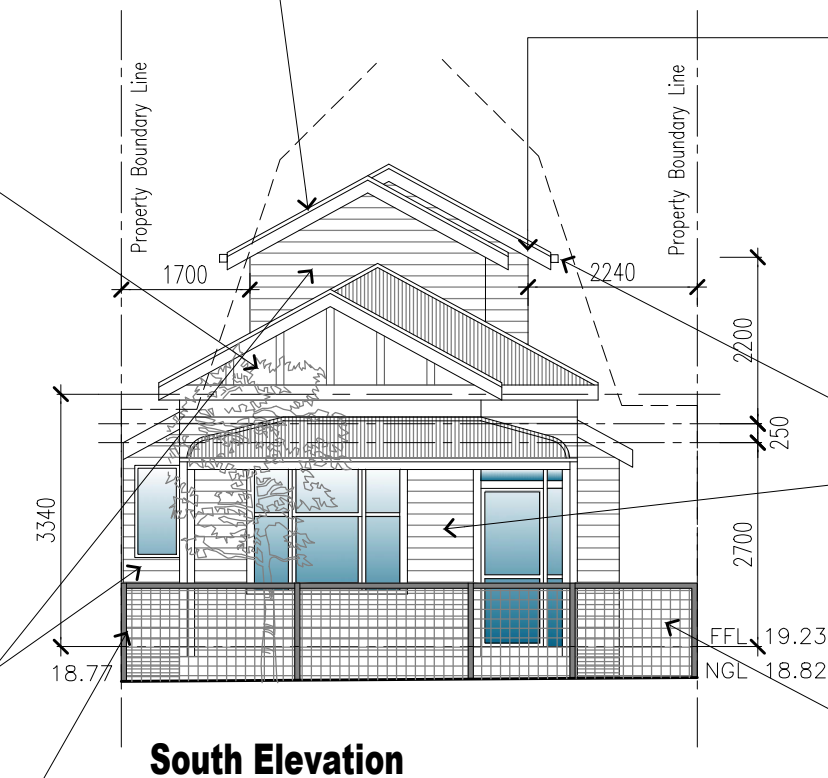 Property Boundary Line
Property Boundary Line
1700
2240
2200
250
3340
2700
FFL 19.23
18.77
NGL 18.82
South Elevation